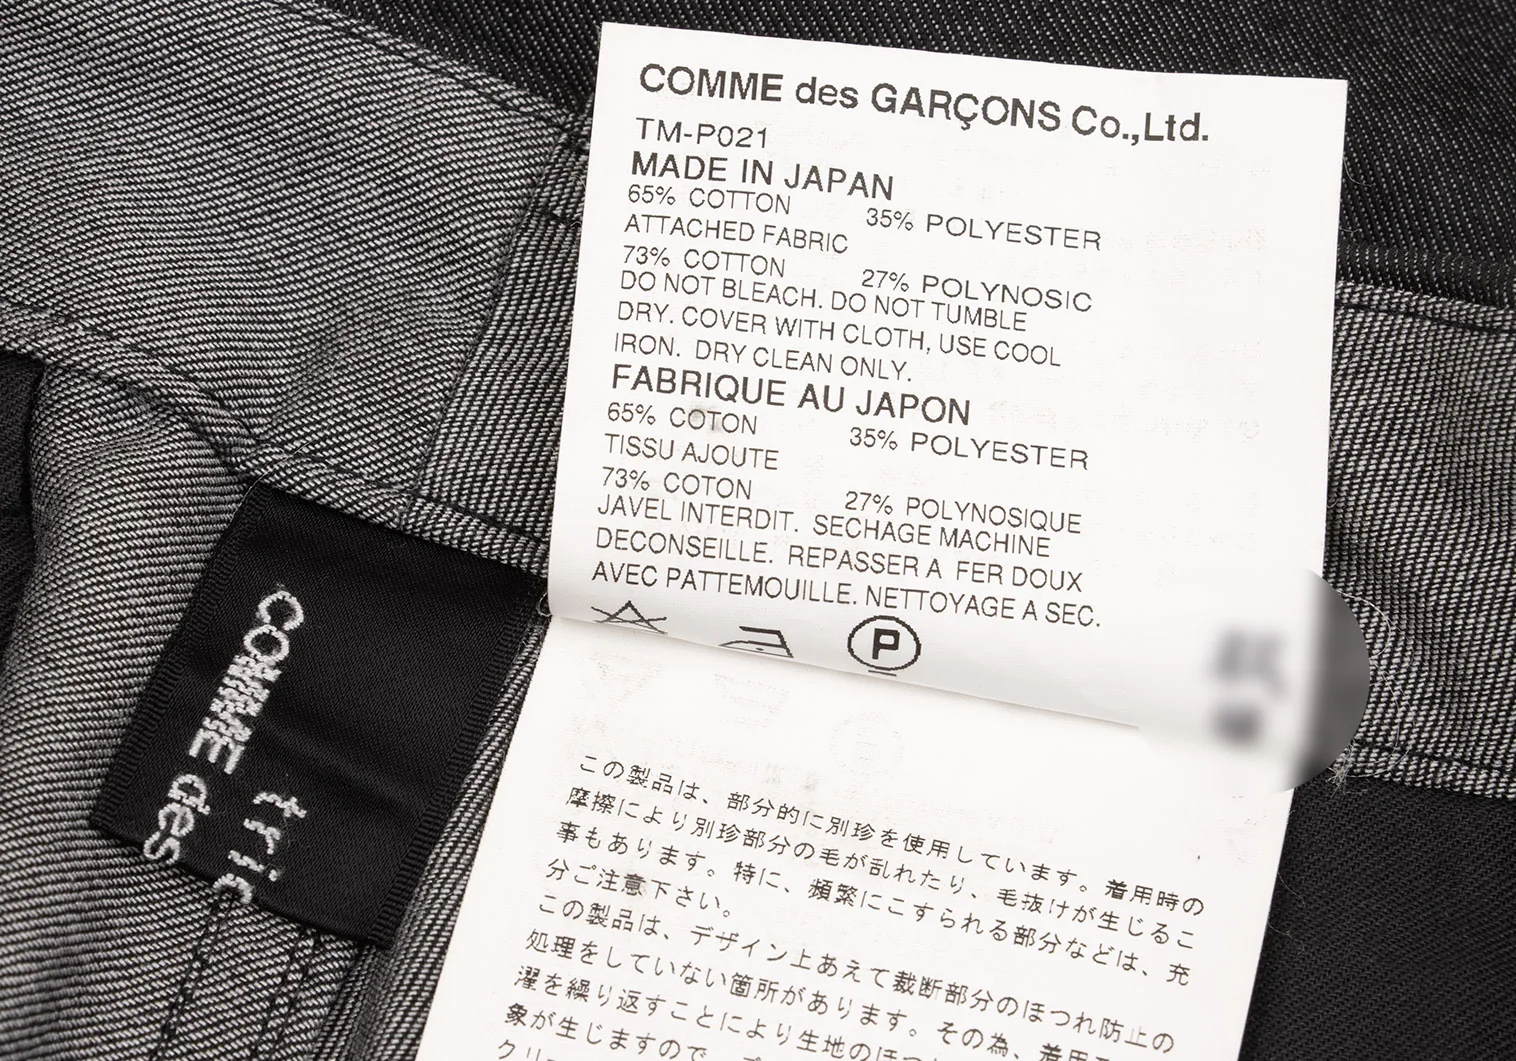 COMME des GARÇONS Co.,Ltd.
TM-P021
MADE IN JAPAN
65% COTTON 35% POLYESTER
ATTACHED FABRIC
73% COTTON 27% POLYNOSIC
DO NOT BLEACH. DO NOT TUMBLE
DRY. COVER WITH CLOTH, USE COOL
IRON. DRY CLEAN ONLY.
FABRIQUE AU JAPON
65% COTON 35% POLYESTER
TISSU AJOUTE
73% COTON 27% POLYNOSIQUE
JAVEL INTERDIT. SECHAGE MACHINE
DECONSEILLE. REPASSER A FER DOUX
AVEC PATTEMOUILLE. NETTOYAGE A SEC.
P
この製品は、部分的に別珍を使用しています。着用時の
摩擦により別珍部分の毛が乱れたり、毛抜けが生じるこ
事もあります。特に、頻繁にこすられる部分などは、充
分ご注意下さい。
この製品は、デザイン上あえて裁断部分のほつれ防止の
処理をしていない箇所があります。その為、着用
濯を繰り返すことにより生地のほつ
象が生じますので、
クリー
tric
COMME des